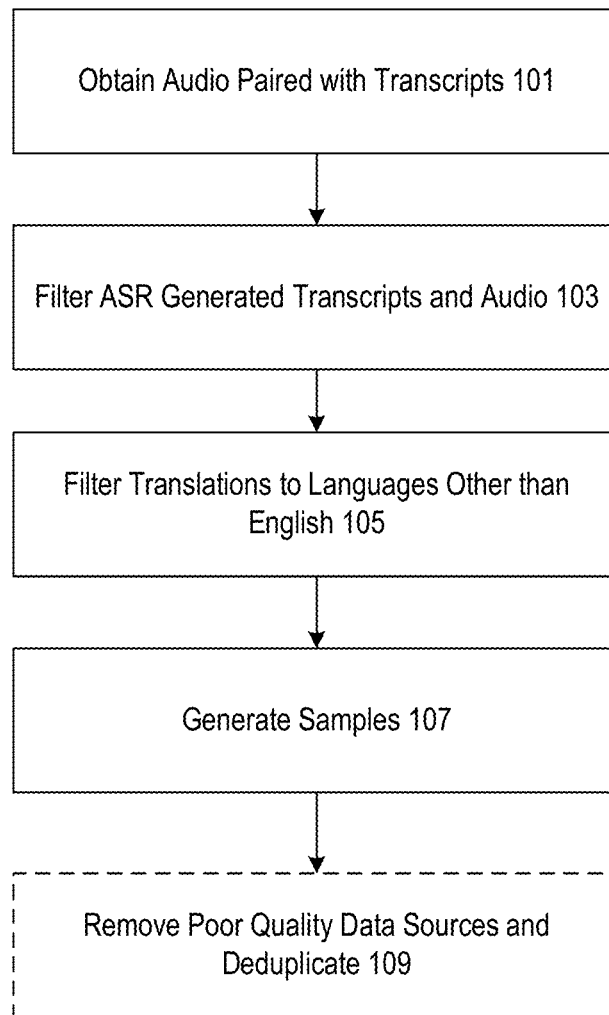 Obtain Audio Paired with Transcripts 101
Filter ASR Generated Transcripts and Audio 103
Filter Translations to Languages Other than
English 105
Generate Samples 107
Remove Poor Quality Data Sources and
Deduplicate 109